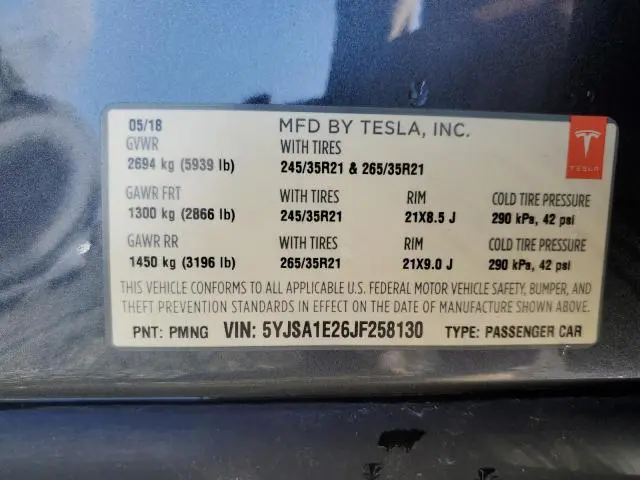 05/18 MFD BY TESLA, INC.
GVWR WITH TIRES
2694 kg (5939 lb) 245/35R21 & 265/35R21
TESLA
GAWR FRT WITH TIRES RIM COLD TIRE PRESSURE
1300 kg (2866 lb) 245/35R21 21X8.5 J 290 kPs, 42 psi
GAWR RR WITH TIRES RIM COLD TIRE PRESSURE
1450 kg (3196 lb) 265/35R21 21X9.0 J 290 kPs, 42 psi
THIS VEHICLE CONFORMS TO ALL APPLICABLE U.S. FEDERAL MOTOR VEHICLE SAFETY, BUMPER, AND
THEFT PREVENTION STANDARDS IN EFFECT ON THE DATE OF MANUFACTURE SHOWN ABOVE.
PNT: PMNG VIN: 5YJSA1E26JF258130 TYPE: PASSENGER CAR